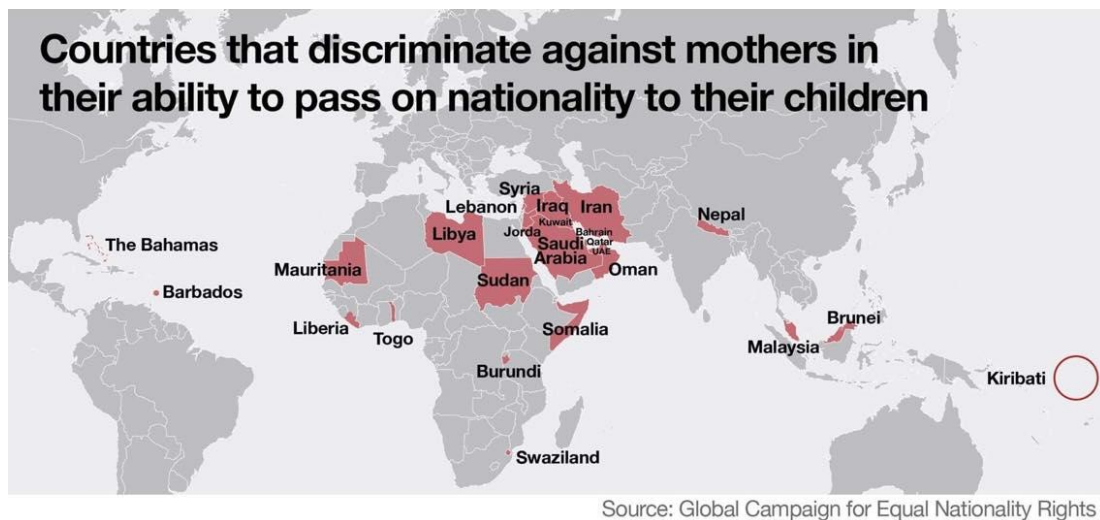 Countries that discriminate against mothers in
their ability to pass on nationality to their children
Syria
Lebanon
Iraq
Iran
Kuwait
Jorda
Bahrain
Qatar
UAE
Saudi
Arabia
Oman
Libya
Nepal
The Bahamas
Mauritania
Sudan
Barbados
Liberia
Togo
Somalia
Brunei
Malaysia
Burundi
Kiribati
Swaziland
Source: Global Campaign for Equal Nationality Rights